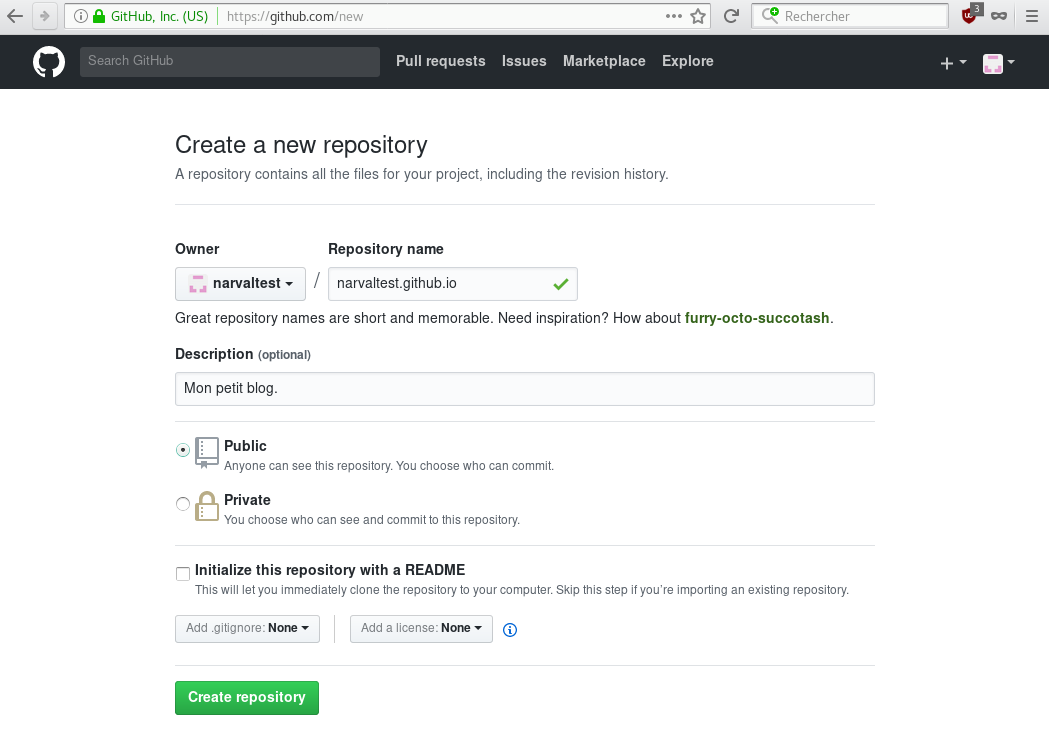 GitHub, Inc. (US) https://github.com/new Rechercher 3
Search GitHub Pull requests Issues Marketplace Explore
Create a new repository
A repository contains all the files for your project, including the revision history.
Owner Repository name
narvaltest / narvaltest.github.io
Great repository names are short and memorable. Need inspiration? How about furry-octo-succotash.
Description (optional)
Mon petit blog.
Public
Anyone can see this repository. You choose who can commit.
Private
You choose who can see and commit to this repository.
Initialize this repository with a README
This will let you immediately clone the repository to your computer. Skip this step if you’re importing an existing repository.
Add .gitignore: None Add a license: None
Create repository